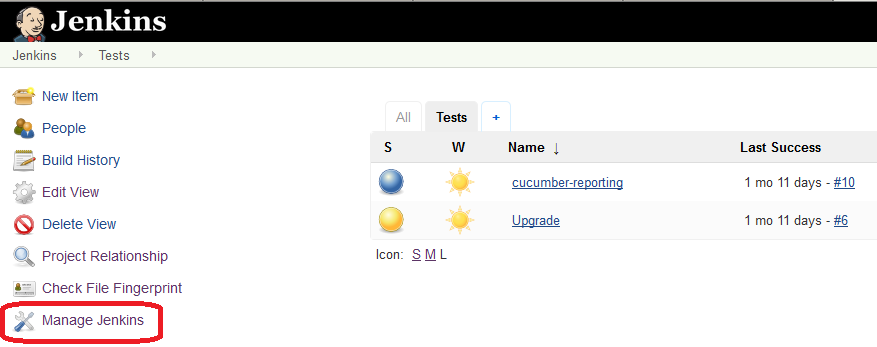 Jenkins
Jenkins Tests
New Item
People
Build History
Edit View
Delete View
Project Relationship
Check File Fingerprint
Manage Jenkins
All Tests +
S W Name ↓ Last Success
cucumber-reporting 1 mo 11 days - #10
Upgrade 1 mo 11 days - #6
Icon: S M L